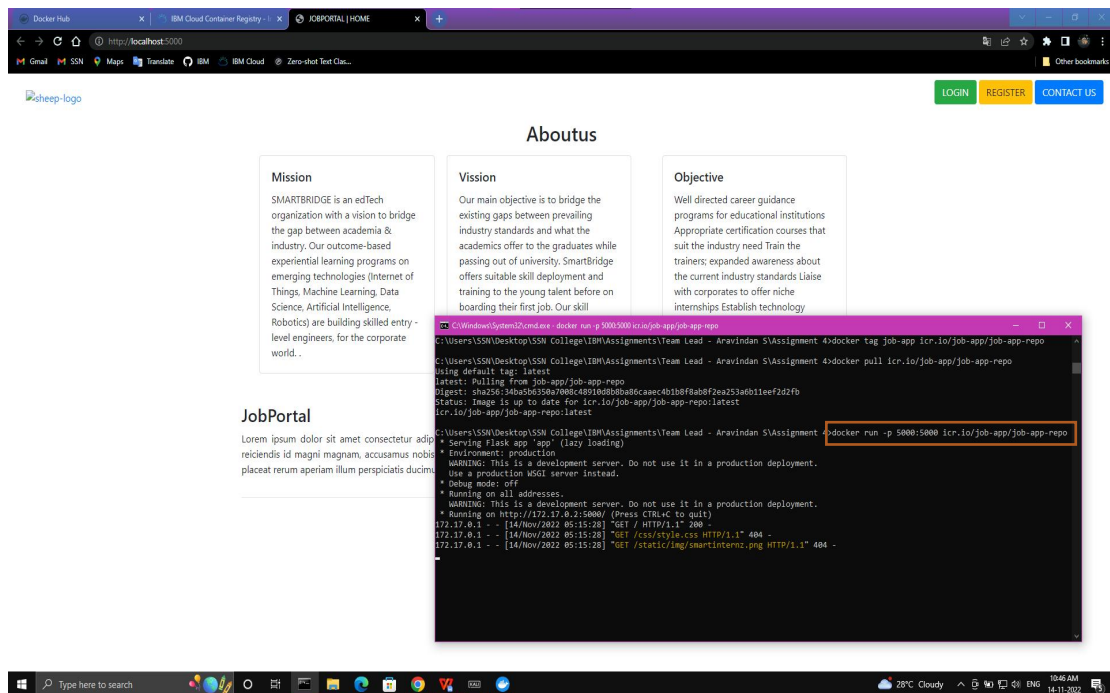 Docker Hub
IBM Cloud Container Registry - I
JOBPORTAL | HOME
http://localhost:5000
Gmail
SSN
Maps
Translate
IBM
IBM Cloud
Zero-shot Text Clas...
Other bookmarks
sheep-logo
LOGIN
REGISTER
CONTACT US
Aboutus
Mission
SMARTBRIDGE is an edTech
organization with a vision to bridge
the gap between academia &
industry. Our outcome-based
experiential learning programs on
emerging technologies (Internet of
Things, Machine Learning, Data
Science, Artificial Intelligence,
Robotics) are building skilled entry -
level engineers, for the corporate
world. .
Vission
Our main objective is to bridge the
existing gaps between prevailing
industry standards and what the
academics offer to the graduates while
passing out of university. SmartBridge
offers suitable skill deployment and
training to the young talent before on
boarding their first job. Our skill
Objective
Well directed career guidance
programs for educational institutions
Appropriate certification courses that
suit the industry need Train the
trainers; expanded awareness about
the current industry standards Liaise
with corporates to offer niche
internships Establish technology
JobPortal
Lorem ipsum dolor sit amet consectetur adip
reiciendis id magni magnam, accusamus nobis
placeat rerum aperiam illum perspiciatis ducimu
C:\Windows\System32\cmd.exe - docker run -p 5000:5000 icr.io/job-app/job-app-repo
C:\Users\SSN\Desktop\SSN College\IBM\Assignments\Team Lead - Aravindan S\Assignment 4>docker tag job-app icr.io/job-app/job-app-repo
C:\Users\SSN\Desktop\SSN College\IBM\Assignments\Team Lead - Aravindan S\Assignment 4>docker pull icr.io/job-app/job-app-repo
Using default tag: latest
latest: Pulling from job-app/job-app-repo
Digest: sha256:34ba5b6350a7008c48910d8b8ba86caaec4b1b8f8ab8f2ea253a6b11eef2d2fb
Status: Image is up to date for icr.io/job-app/job-app-repo:latest
icr.io/job-app/job-app-repo:latest
C:\Users\SSN\Desktop\SSN College\IBM\Assignments\Team Lead - Aravindan S\Assignment 4>docker run -p 5000:5000 icr.io/job-app/job-app-repo
* Serving Flask app 'app' (lazy loading)
* Environment: production
WARNING: This is a development server. Do not use it in a production deployment.
Use a production WSGI server instead.
* Debug mode: off
* Running on all addresses.
WARNING: This is a development server. Do not use it in a production deployment.
* Running on http://172.17.0.2:5000/ (Press CTRL+C to quit)
172.17.0.1 - - [14/Nov/2022 05:15:28] "GET / HTTP/1.1" 200 -
172.17.0.1 - - [14/Nov/2022 05:15:28] "GET /css/style.css HTTP/1.1" 404 -
172.17.0.1 - - [14/Nov/2022 05:15:28] "GET /static/img/smartinternz.png HTTP/1.1" 404 -
Type here to search
28°C Cloudy
ENG
10:46 AM
14-11-2022